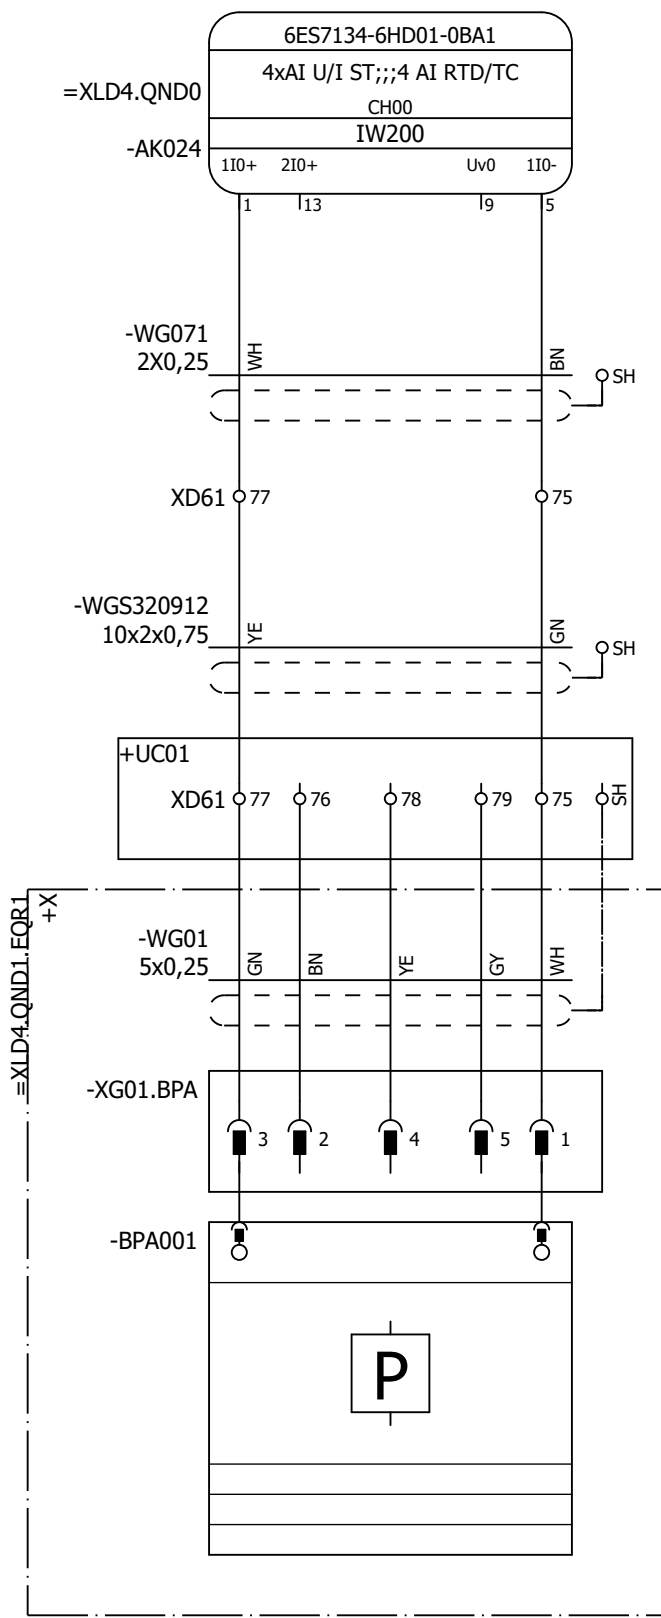 6ES7134-6HD01-0BA1
4xAI U/I ST;;;4 AI RTD/TC
=XLD4.QND0
CH00
IW200
-AK024
1I0+ 2I0+ Uv0 1I0-
1 13 9 5
-WG071
2X0,25
WH BN SH
XD61 77 75
-WGS320912
10x2x0,75
YE GN SH
+UC01
XD61 77 76 78 79 75 SH
=XLD4.QND1.EQR1
+X
-WG01
5x0,25
GN BN YE GY WH
-XG01.BPA
3 2 4 5 1
-BPA001
P